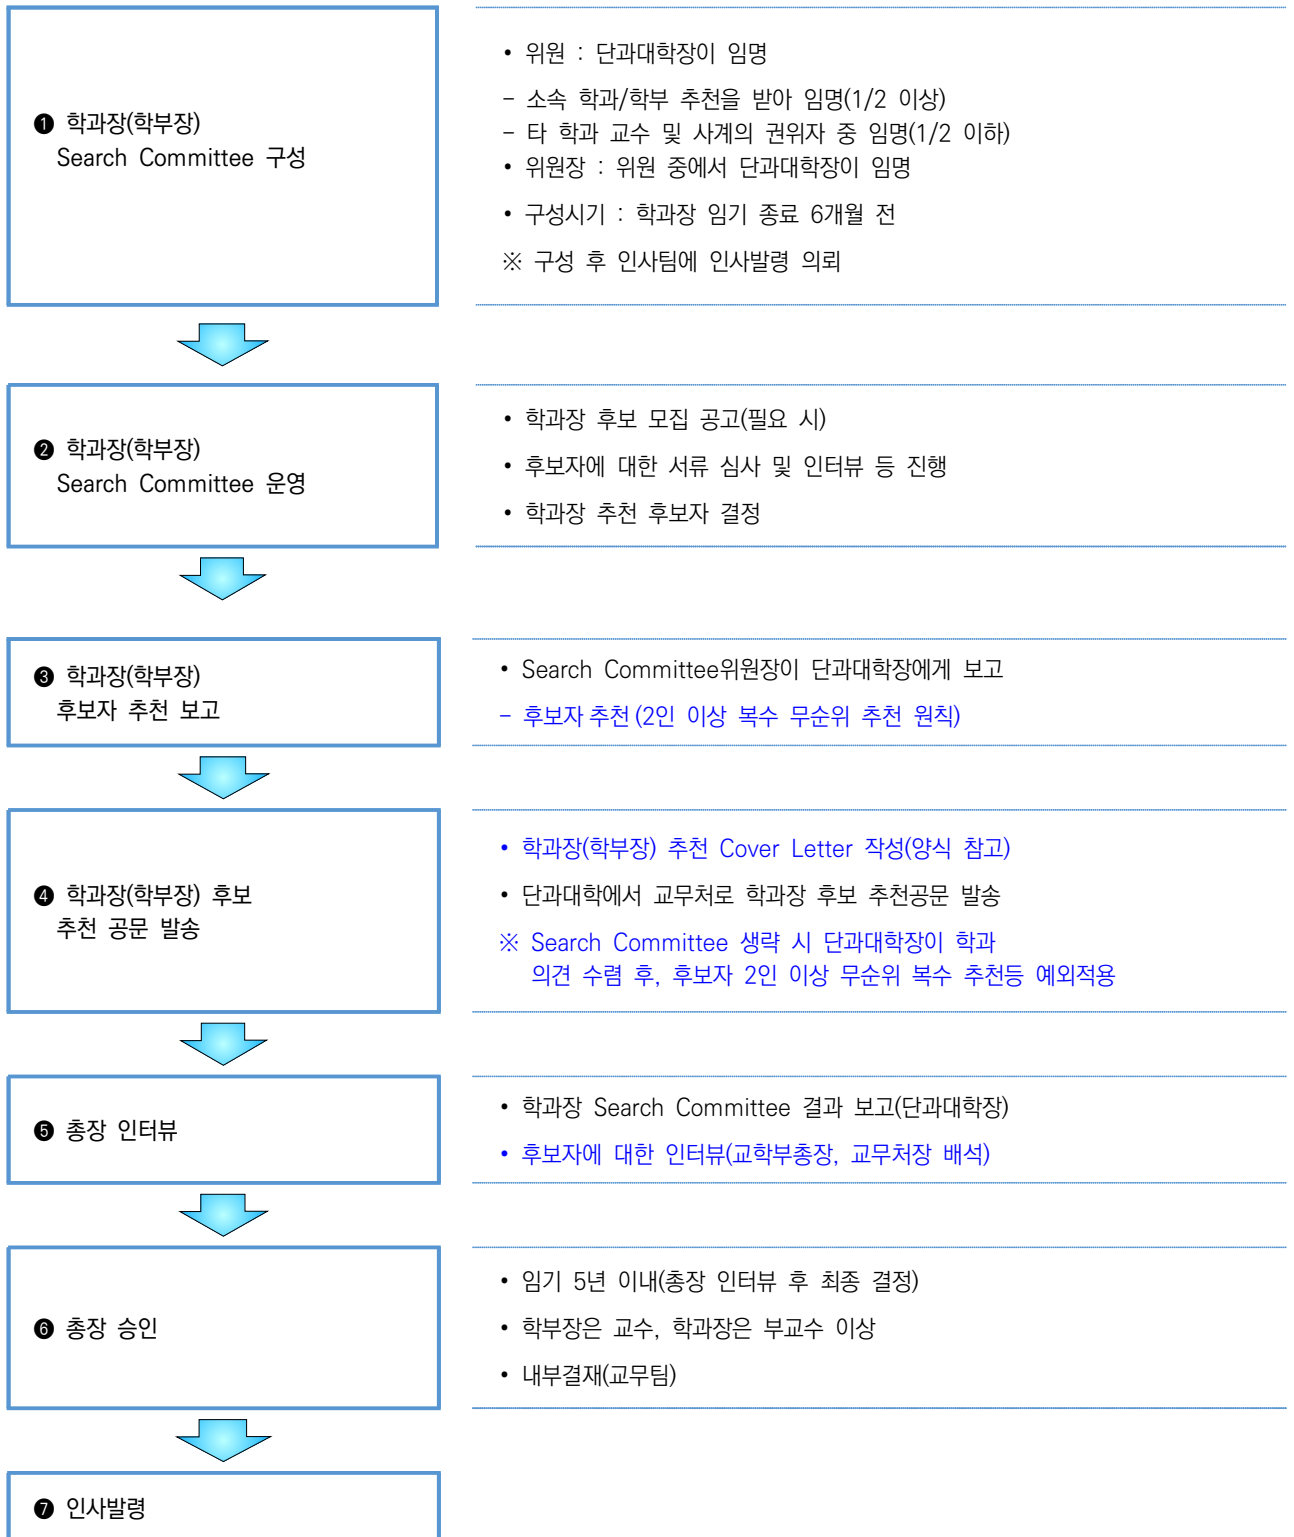 ❶ 학과장(학부장)
Search Committee 구성
• 위원 : 단과대학장이 임명
- 소속 학과/학부 추천을 받아 임명(1/2 이상)
- 타 학과 교수 및 사계의 권위자 중 임명(1/2 이하)
• 위원장 : 위원 중에서 단과대학장이 임명
• 구성시기 : 학과장 임기 종료 6개월 전
※ 구성 후 인사팀에 인사발령 의뢰
❷ 학과장(학부장)
Search Committee 운영
• 학과장 후보 모집 공고(필요 시)
• 후보자에 대한 서류 심사 및 인터뷰 등 진행
• 학과장 추천 후보자 결정
❸ 학과장(학부장)
후보자 추천 보고
• Search Committee위원장이 단과대학장에게 보고
- 후보자 추천 (2인 이상 복수 무순위 추천 원칙)
❹ 학과장(학부장) 후보
추천 공문 발송
• 학과장(학부장) 추천 Cover Letter 작성(양식 참고)
• 단과대학에서 교무처로 학과장 후보 추천공문 발송
※ Search Committee 생략 시 단과대학장이 학과
의견 수렴 후, 후보자 2인 이상 무순위 복수 추천등 예외적용
❺ 총장 인터뷰
• 학과장 Search Committee 결과 보고(단과대학장)
• 후보자에 대한 인터뷰(교학부총장, 교무처장 배석)
❻ 총장 승인
• 임기 5년 이내(총장 인터뷰 후 최종 결정)
• 학부장은 교수, 학과장은 부교수 이상
• 내부결재(교무팀)
❼ 인사발령